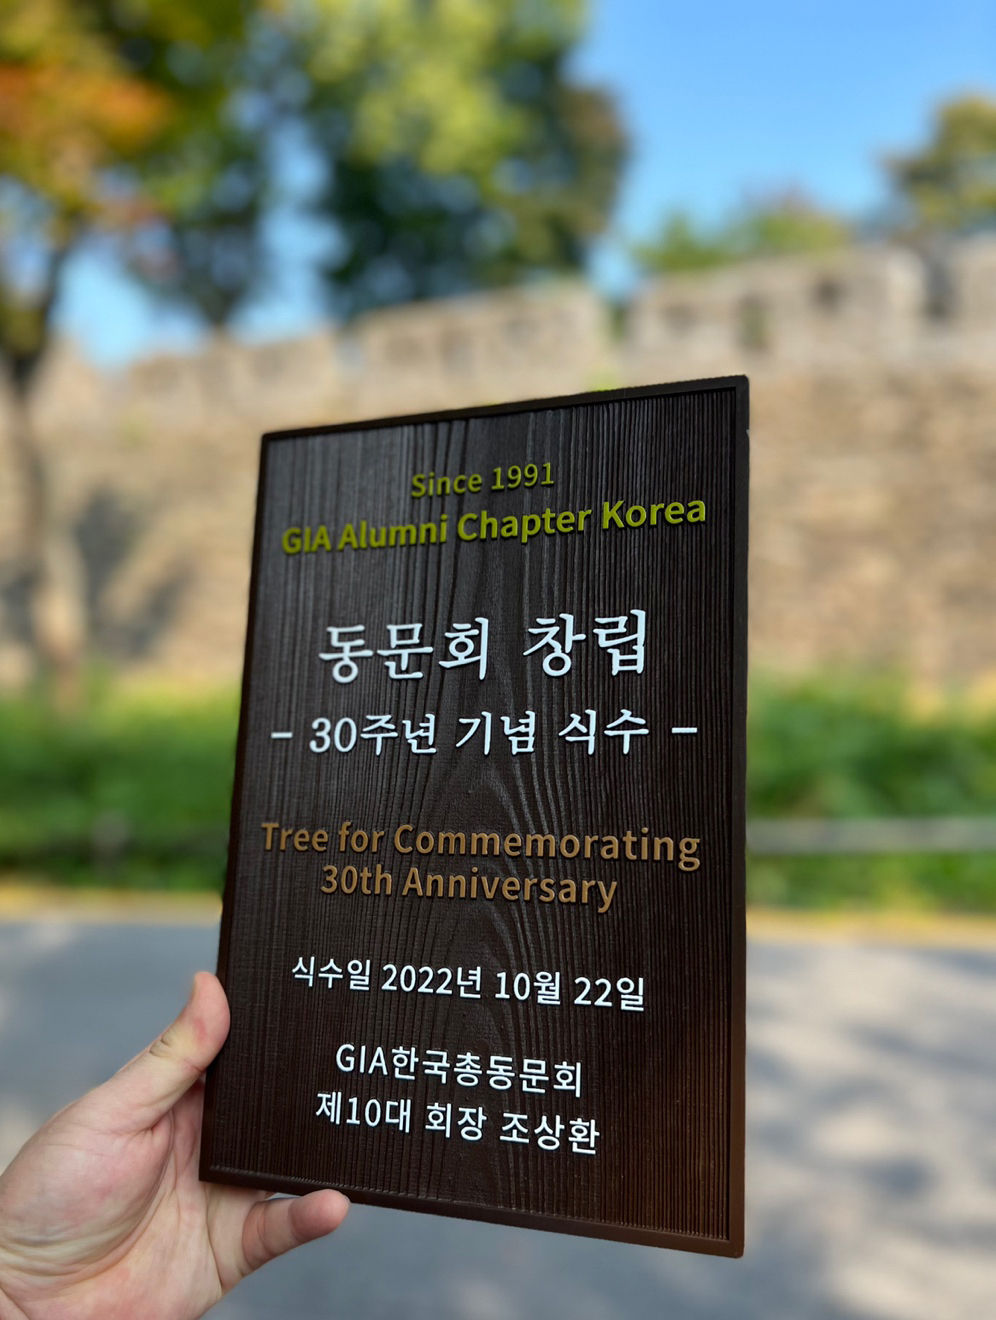 Since 1991
GIA Alumni Chapter Korea
동문회 창립
- 30주년 기념 식수 -
Tree for Commemorating
30th Anniversary
식수일 2022년 10월 22일
GIA한국총동문회
제10대 회장 조상환